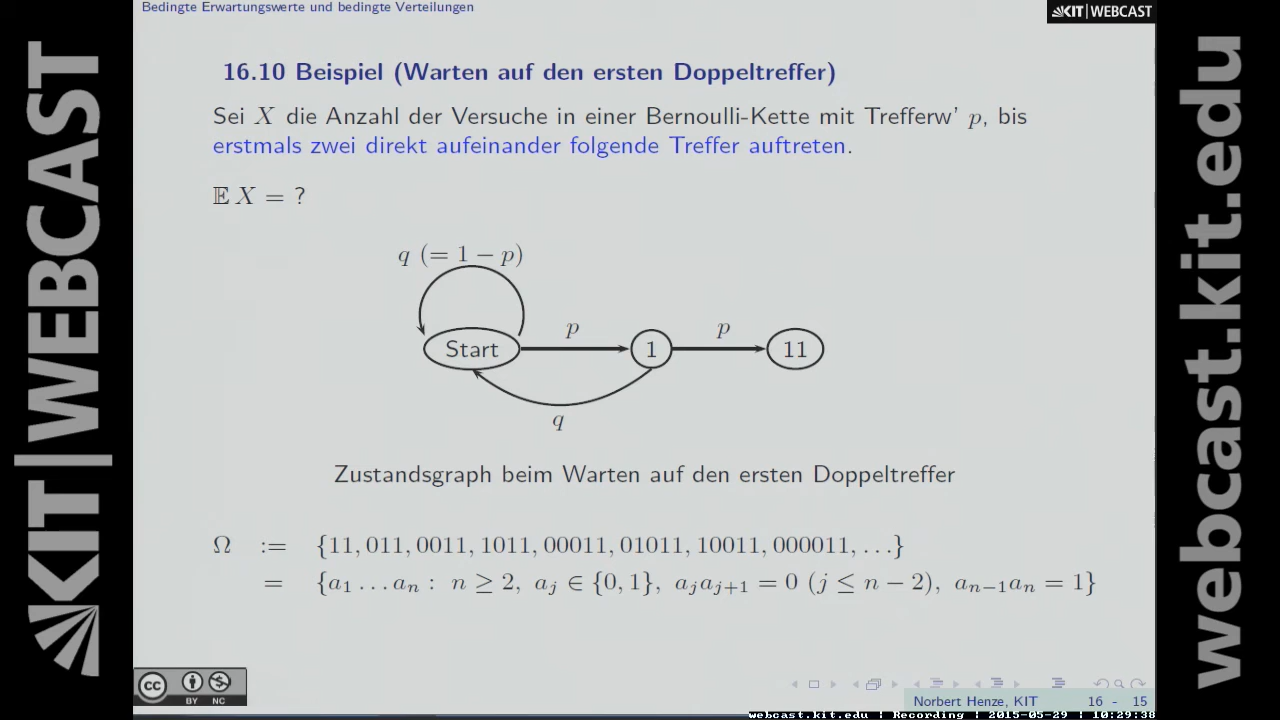 Bedingte Erwartungswerte und bedingte Verteilungen
KIT | WEBCAST
16.10 Beispiel (Warten auf den ersten Doppeltreffer)
Sei X die Anzahl der Versuche in einer Bernoulli-Kette mit Trefferw' p, bis
erstmals zwei direkt aufeinander folgende Treffer auftreten.
𝔼 X = ?
q (= 1 − p)
p
p
Start
1
11
q
Zustandsgraph beim Warten auf den ersten Doppeltreffer
Ω := {11, 011, 0011, 1011, 00011, 01011, 10011, 000011, . . .}
= {a₁ . . . aₙ : n ≥ 2, aⱼ ∈ {0, 1}, aⱼaⱼ₊₁ = 0 (j ≤ n − 2), aₙ₋₁aₙ = 1}
cc
BY NC
Norbert Henze, KIT
16 - 15
webcast.kit.edu | Recording | 2015-05-29 | 10:29:38
KIT | WEBCAST
webcast.kit.edu